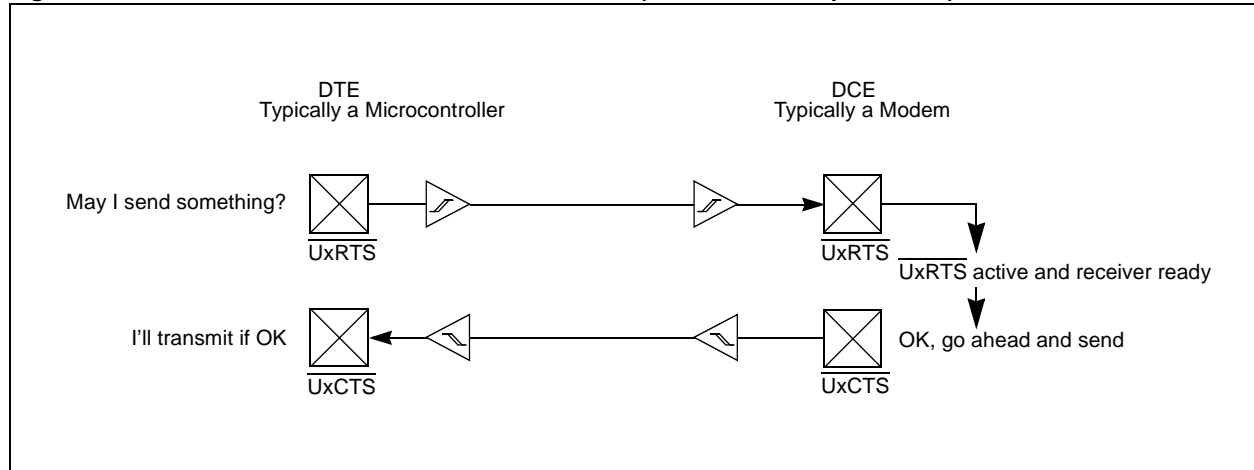 DTE
Typically a Microcontroller
DCE
Typically a Modem
May I send something?
UxRTS
UxRTS
UxRTS active and receiver ready
I'll transmit if OK
OK, go ahead and send
UxCTS
UxCTS